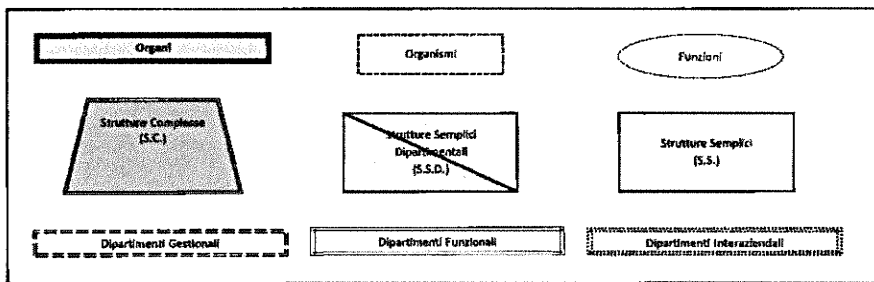 Organi
Organismi
Funzioni
Strutture Complesse
(S.C.)
Strutture Semplici
Dipartimentali
(S.S.D.)
Strutture Semplici
(S.S.)
Dipartimenti Gestionali
Dipartimenti Funzionali
Dipartimenti Interaziendali